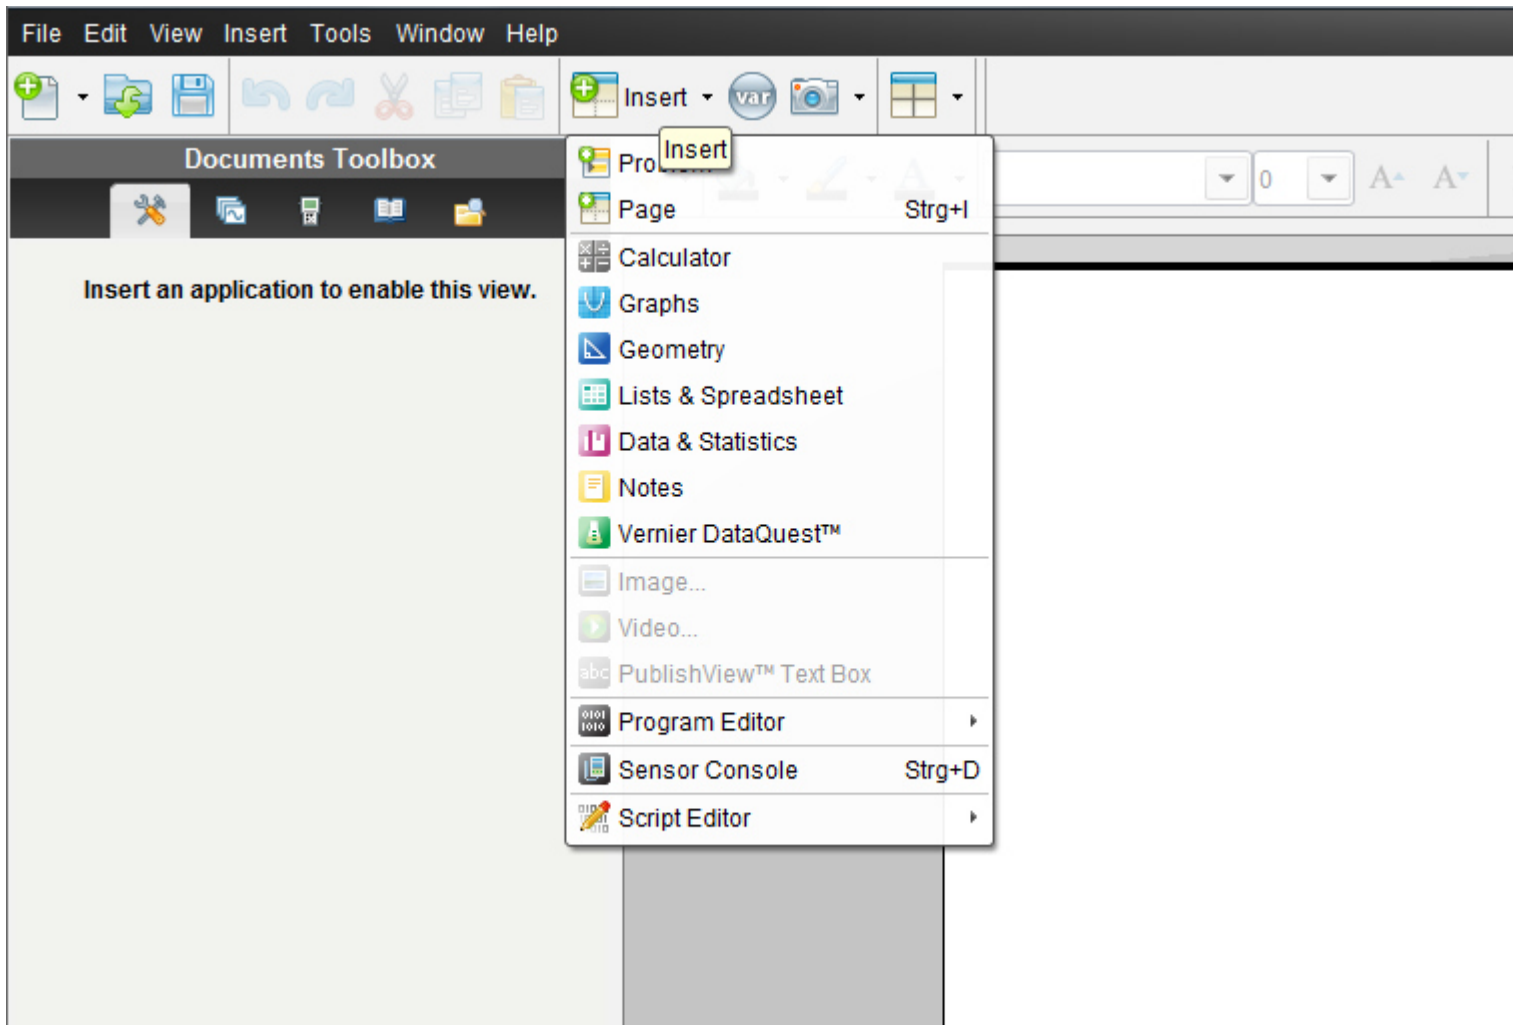 File Edit View Insert Tools Window Help
Insert var
Insert
Documents Toolbox
Insert an application to enable this view.
Page Strg+I
Calculator
Graphs
Geometry
Lists & Spreadsheet
Data & Statistics
Notes
Vernier DataQuest™
Image...
Video...
abc PublishView™ Text Box
Program Editor
Sensor Console Strg+D
Script Editor
0 A A